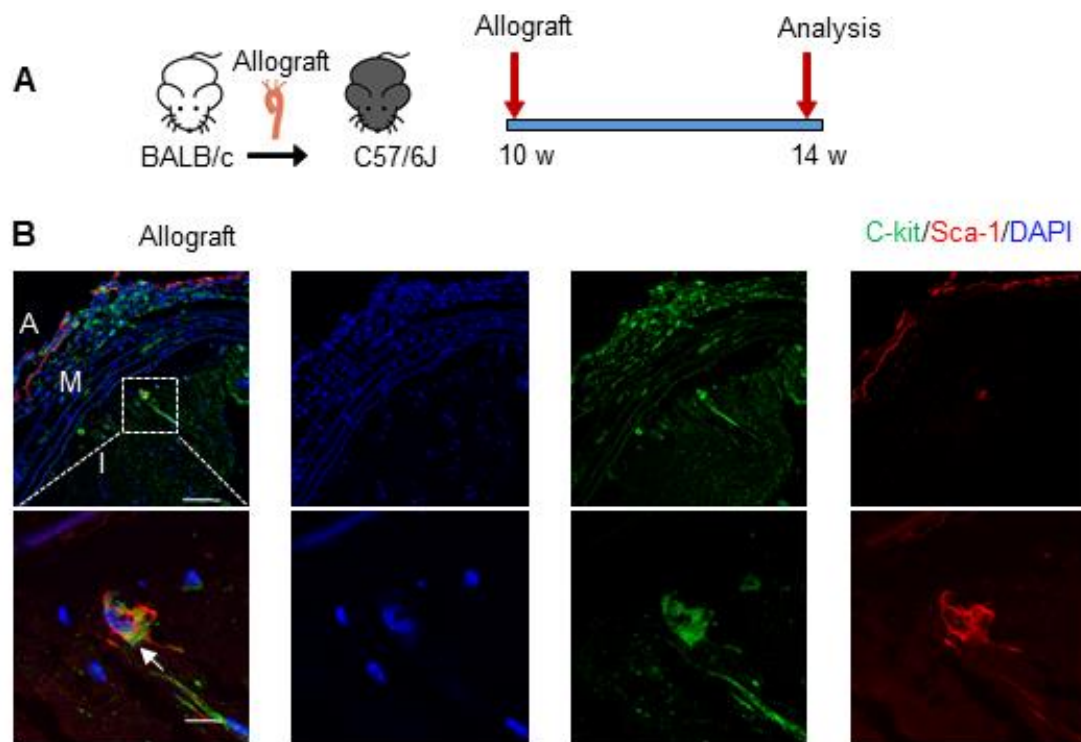 A
Allograft
BALB/c
C57/6J
Allograft
Analysis
10 w
14 w
B
Allograft
C-kit/Sca-1/DAPI
A
M
I